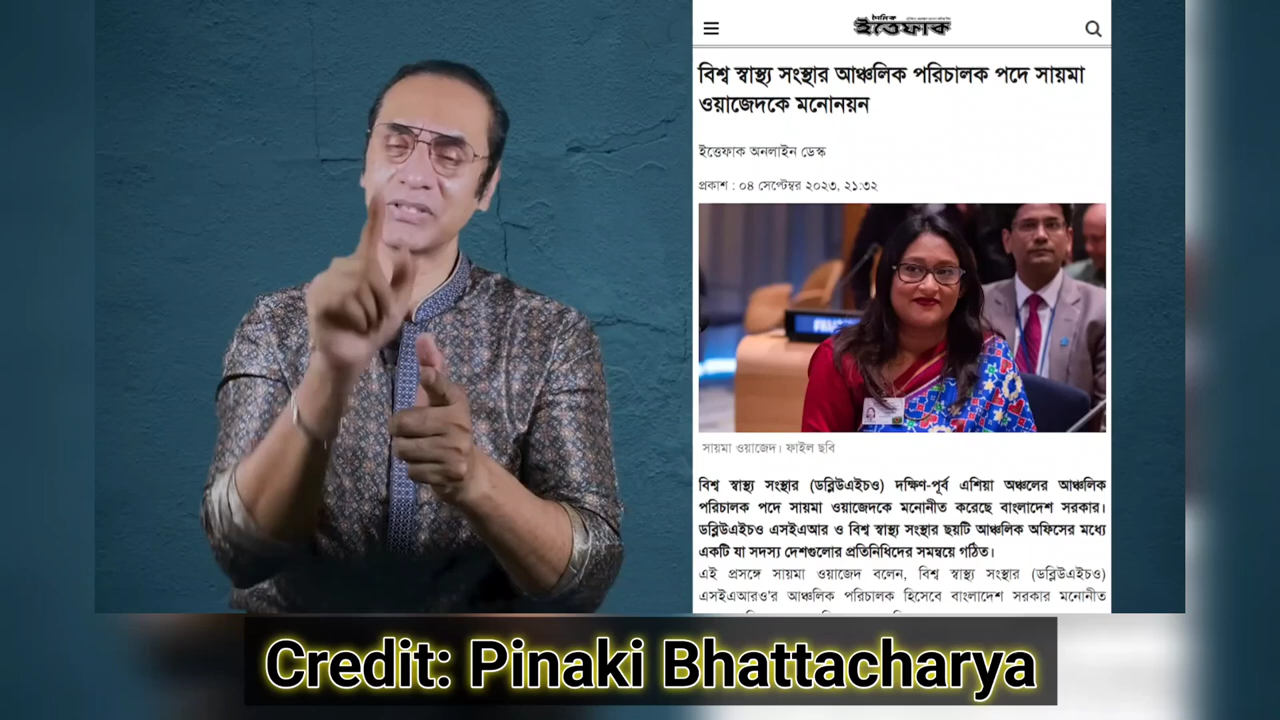 দৈনিক
ইত্তেফাক
বিশ্ব স্বাস্থ্য সংস্থার আঞ্চলিক পরিচালক পদে সায়মা
ওয়াজেদকে মনোনয়ন
ইত্তেফাক অনলাইন ডেস্ক
প্রকাশ : ০৪ সেপ্টেম্বর ২০২৩, ২১:৩২
সায়মা ওয়াজেদ। ফাইল ছবি
বিশ্ব স্বাস্থ্য সংস্থার (ডব্লিউএইচও) দক্ষিণ-পূর্ব এশিয়া অঞ্চলের আঞ্চলিক
পরিচালক পদে সায়মা ওয়াজেদকে মনোনীত করেছে বাংলাদেশ সরকার।
ডব্লিউএইচও এসইএআর ও বিশ্ব স্বাস্থ্য সংস্থার ছয়টি আঞ্চলিক অফিসের মধ্যে
একটি যা সদস্য দেশগুলোর প্রতিনিধিদের সমন্বয়ে গঠিত।
এই প্রসঙ্গে সায়মা ওয়াজেদ বলেন, বিশ্ব স্বাস্থ্য সংস্থার (ডব্লিউএইচও)
এসইএআরও'র আঞ্চলিক পরিচালক হিসেবে বাংলাদেশ সরকার মনোনীত
Credit: Pinaki Bhattacharya